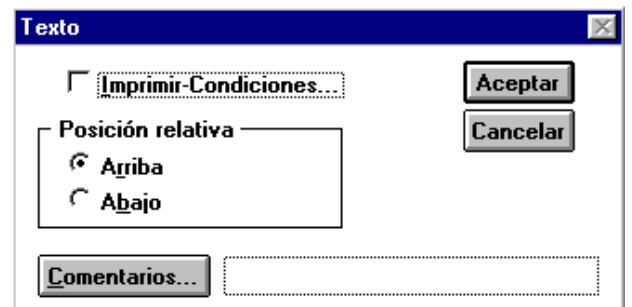 Texto
Imprimir-Condiciones...
Aceptar
Posición relativa
Cancelar
Arriba
Abajo
Comentarios...